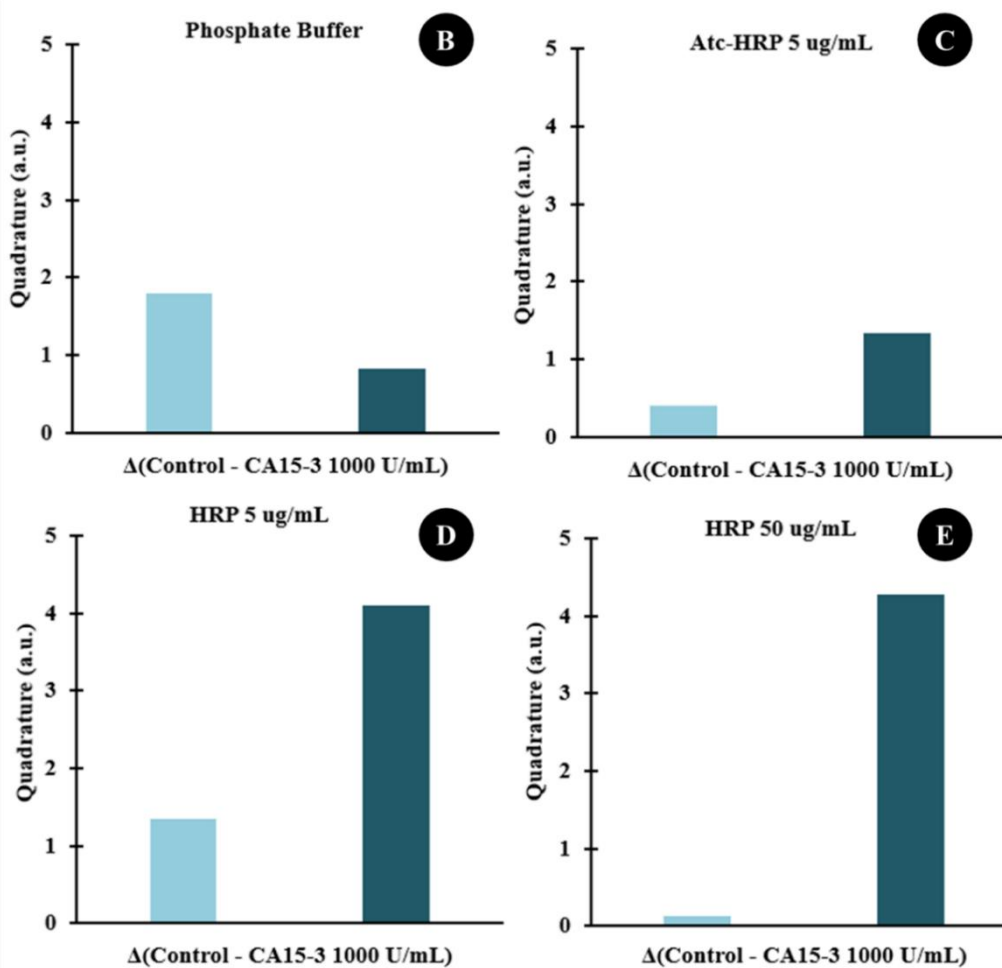 Phosphate Buffer
B
Quadrature (a.u.)
5
4
3
2
1
0
Δ(Control - CA15-3 1000 U/mL)
Atc-HRP 5 ug/mL
C
Quadrature (a.u.)
5
4
3
2
1
0
Δ(Control - CA15-3 1000 U/mL)
HRP 5 ug/mL
D
Quadrature (a.u.)
5
4
3
2
1
0
Δ(Control - CA15-3 1000 U/mL)
HRP 50 ug/mL
E
Quadrature (a.u.)
5
4
3
2
1
0
Δ(Control - CA15-3 1000 U/mL)